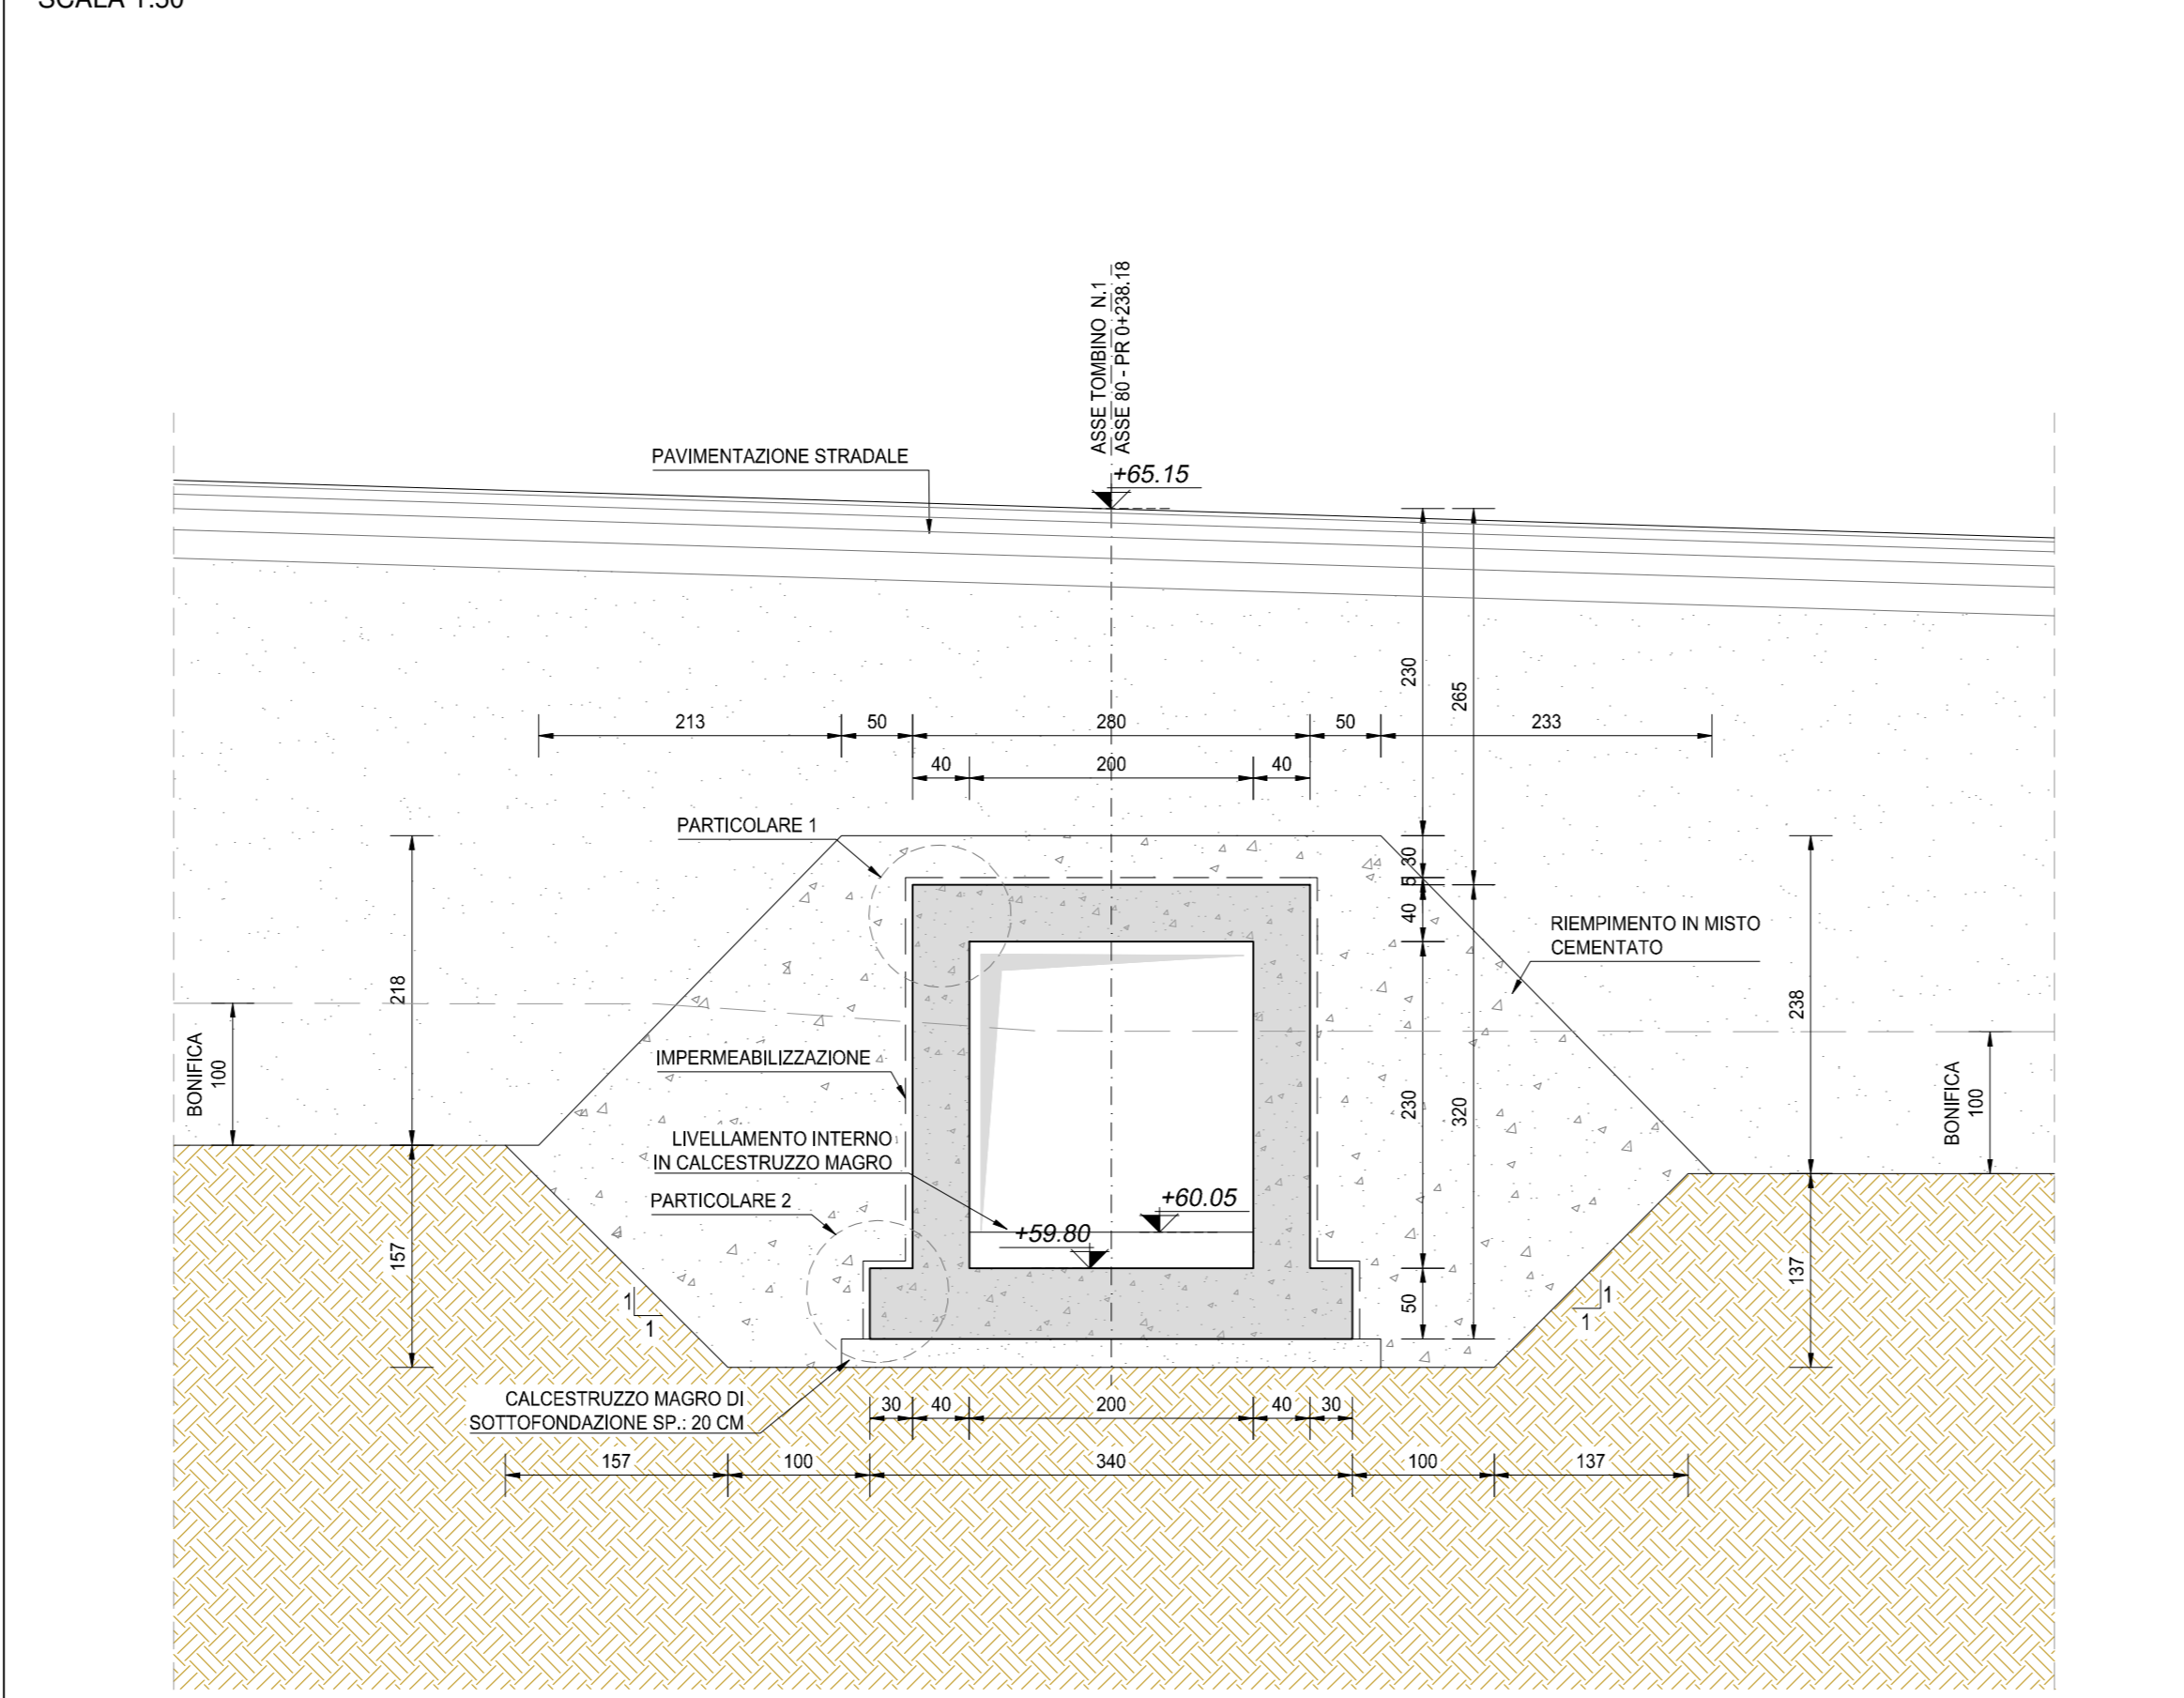 SCALA 1:50
ASSE TOMBINO N.1
ASSE 80 - PR 0+238.18
PAVIMENTAZIONE STRADALE
+65.15
230
265
213
50
280
50
233
40
200
40
PARTICOLARE 1
30
5
40
RIEMPIMENTO IN MISTO
CEMENTATO
218
238
BONIFICA
100
IMPERMEABILIZZAZIONE
230
320
BONIFICA
100
LIVELLAMENTO INTERNO
IN CALCESTRUZZO MAGRO
PARTICOLARE 2
+60.05
+59.80
157
137
50
1
1
1
1
CALCESTRUZZO MAGRO DI
SOTTOFONDAZIONE SP.: 20 CM
30
40
200
40
30
157
100
340
100
137